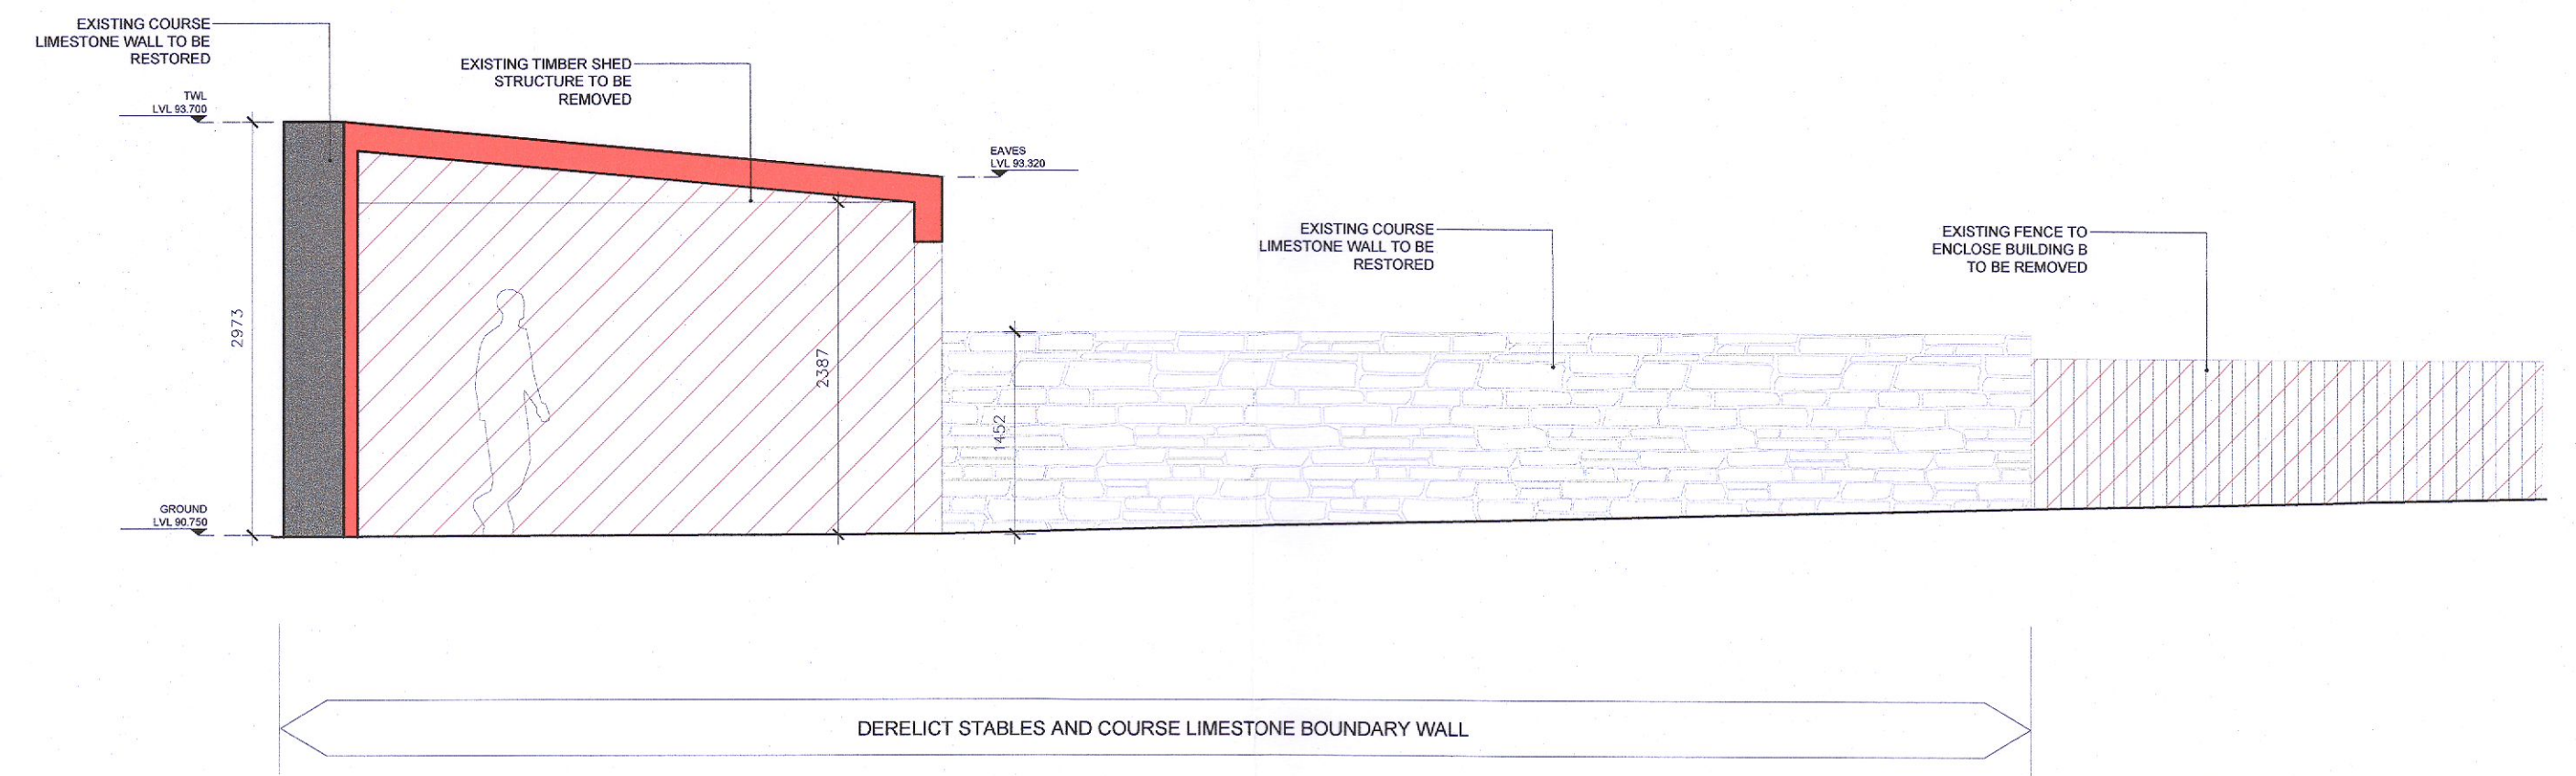 EXISTING COURSE
LIMESTONE WALL TO BE
RESTORED
EXISTING TIMBER SHED
STRUCTURE TO BE
REMOVED
TWL
LVL 93.700
EAVES
LVL 93.320
EXISTING COURSE
LIMESTONE WALL TO BE
RESTORED
EXISTING FENCE TO
ENCLOSE BUILDING B
TO BE REMOVED
2973
2387
1452
GROUND
LVL 90.750
DERELICT STABLES AND COURSE LIMESTONE BOUNDARY WALL